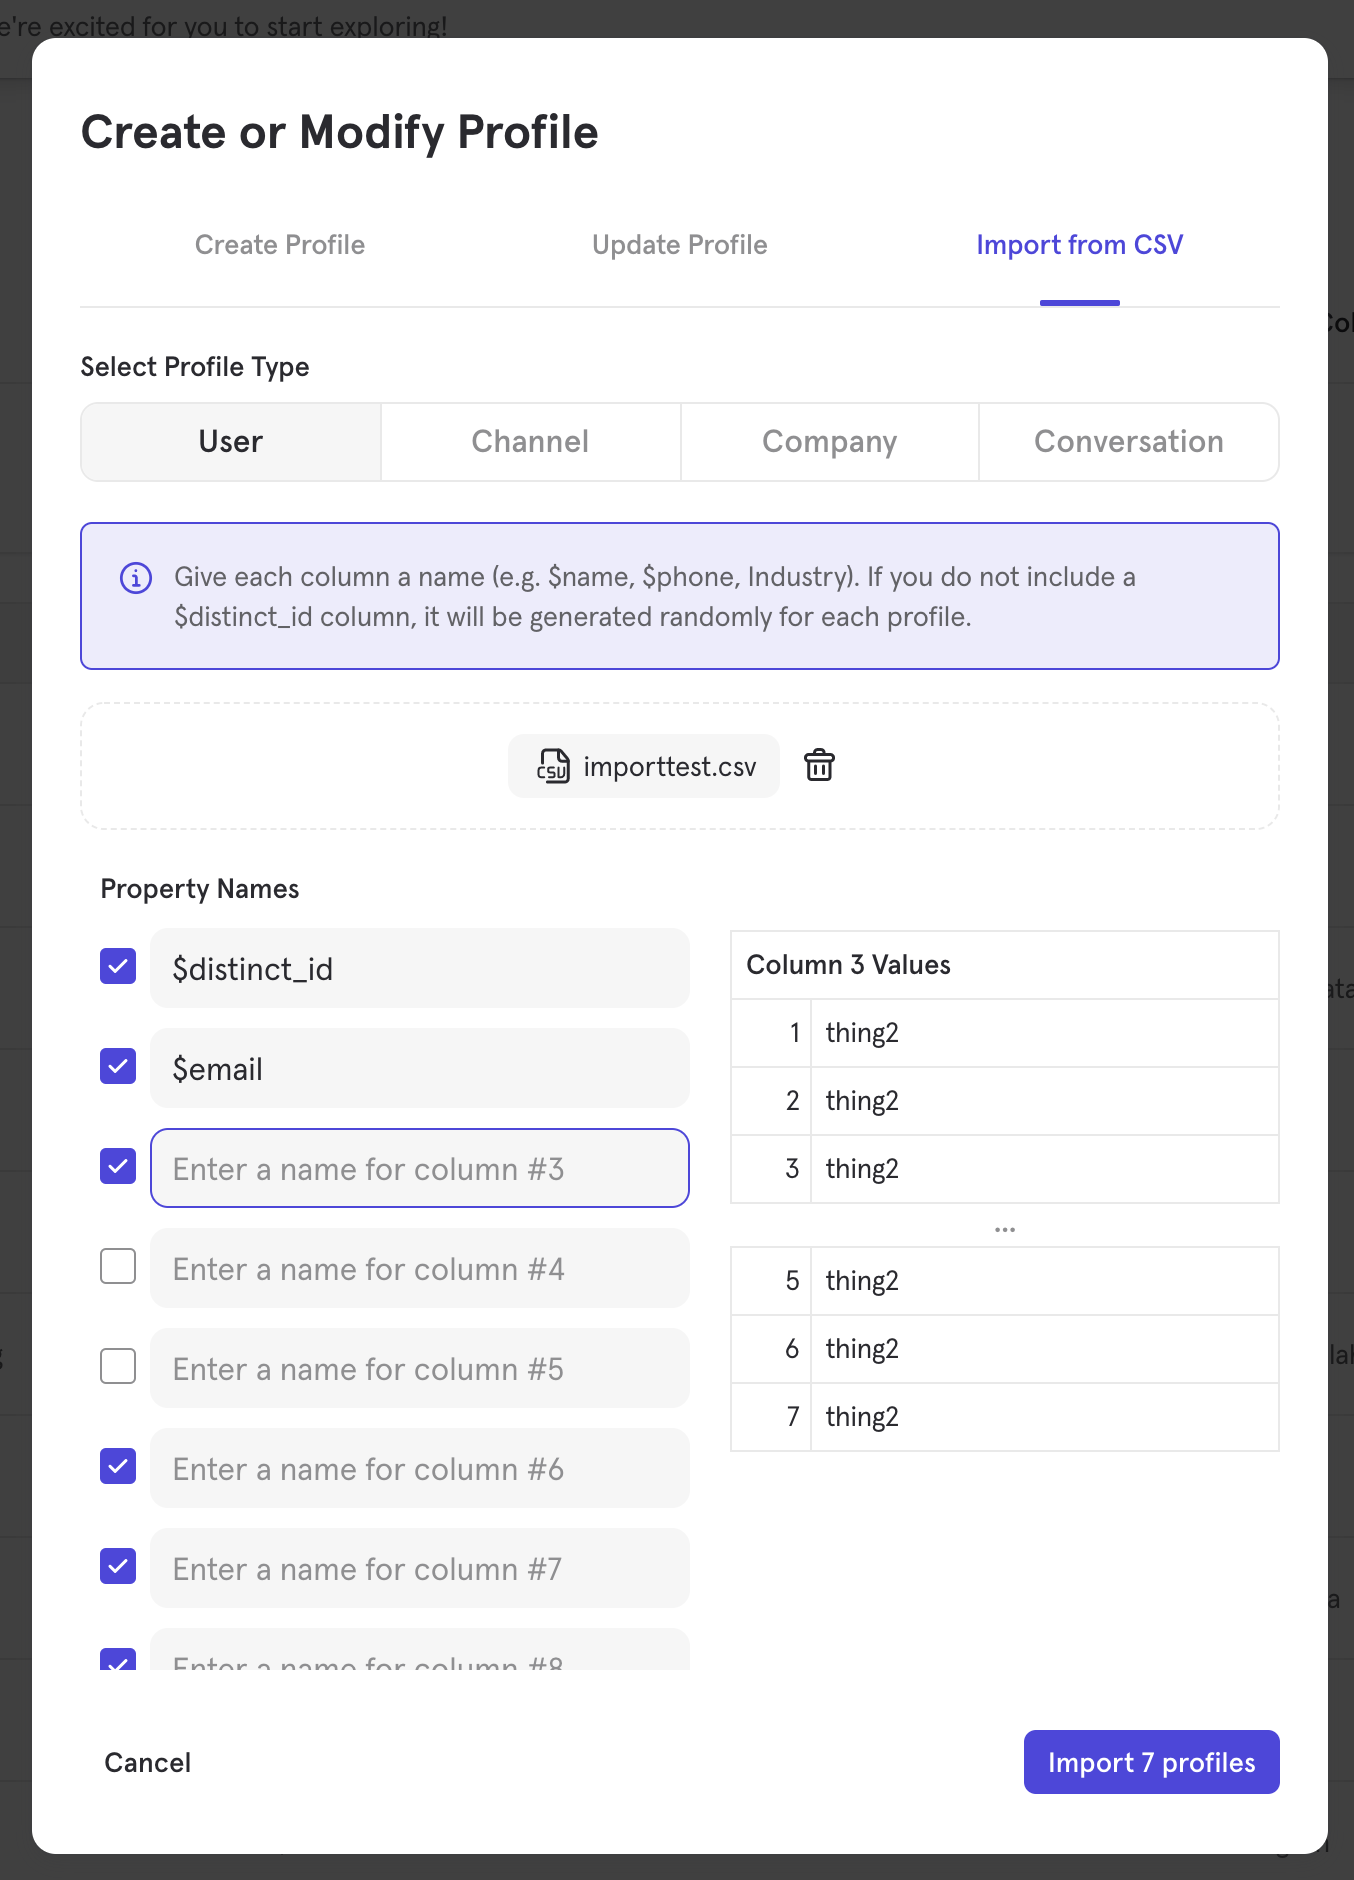 e're excited for you to start exploring!
Create or Modify Profile
Create Profile
Update Profile
Import from CSV
Select Profile Type
User
Channel
Company
Conversation
Give each column a name (e.g. $name, $phone, Industry). If you do not include a
$distinct_id column, it will be generated randomly for each profile.
CSV
importtest.csv
Property Names
$distinct_id
$email
Enter a name for column #3
Enter a name for column #4
Enter a name for column #5
Enter a name for column #6
Enter a name for column #7
Enter a name for column #8
Column 3 Values
1 thing2
2 thing2
3 thing2
...
5 thing2
6 thing2
7 thing2
Cancel
Import 7 profiles